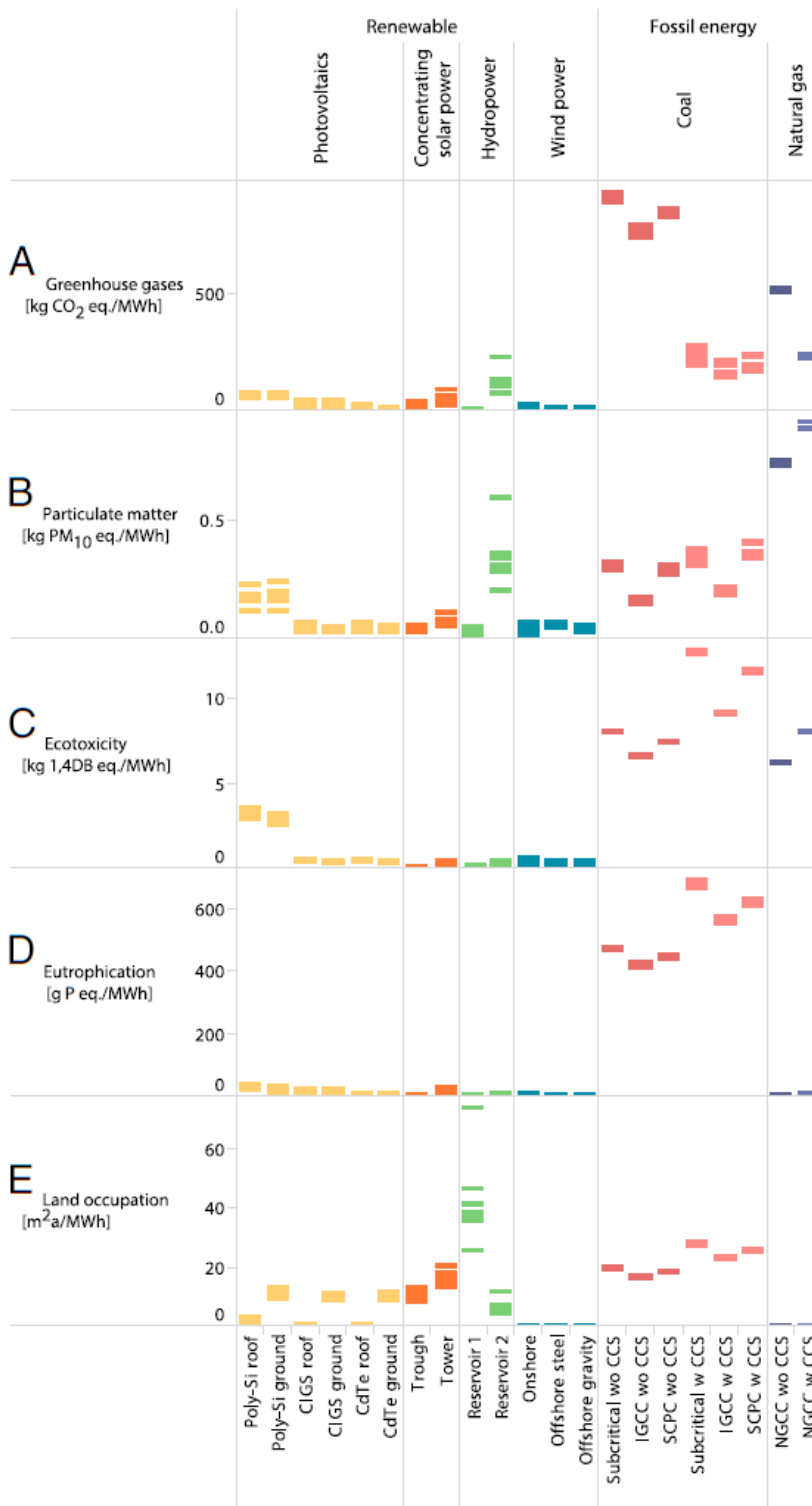 Renewable
Fossil energy
Photovoltaics
Concentrating
solar power
Hydropower
Wind power
Coal
Natural gas
A
Greenhouse gases
[kg CO2 eq./MWh]
500
0
B
Particulate matter
[kg PM10 eq./MWh]
0.5
0.0
C
Ecotoxicity
[kg 1,4DB eq./MWh]
10
5
0
D
Eutrophication
[g P eq./MWh]
600
400
200
0
E
Land occupation
[m2a/MWh]
60
40
20
0
Poly-Si roof
Poly-Si ground
CIGS roof
CIGS ground
CdTe roof
CdTe ground
Trough
Tower
Reservoir 1
Reservoir 2
Onshore
Offshore steel
Offshore gravity
Subcritical wo CCS
IGCC wo CCS
SCPC wo CCS
Subcritical w CCS
IGCC w CCS
SCPC w CCS
NGCC wo CCS
NGCC w CCS